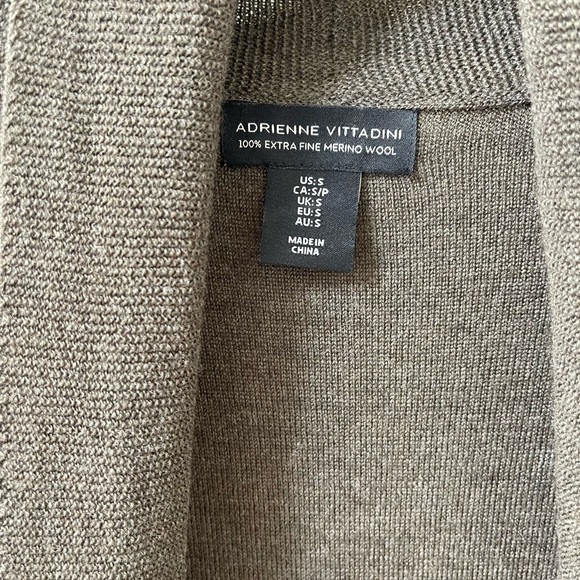 ADRIENNE VITTADINI
100% EXTRA FINE MERINO WOOL
US:S
CA:S/P
UK:S
EU:S
AU:S
MADE IN
CHINA